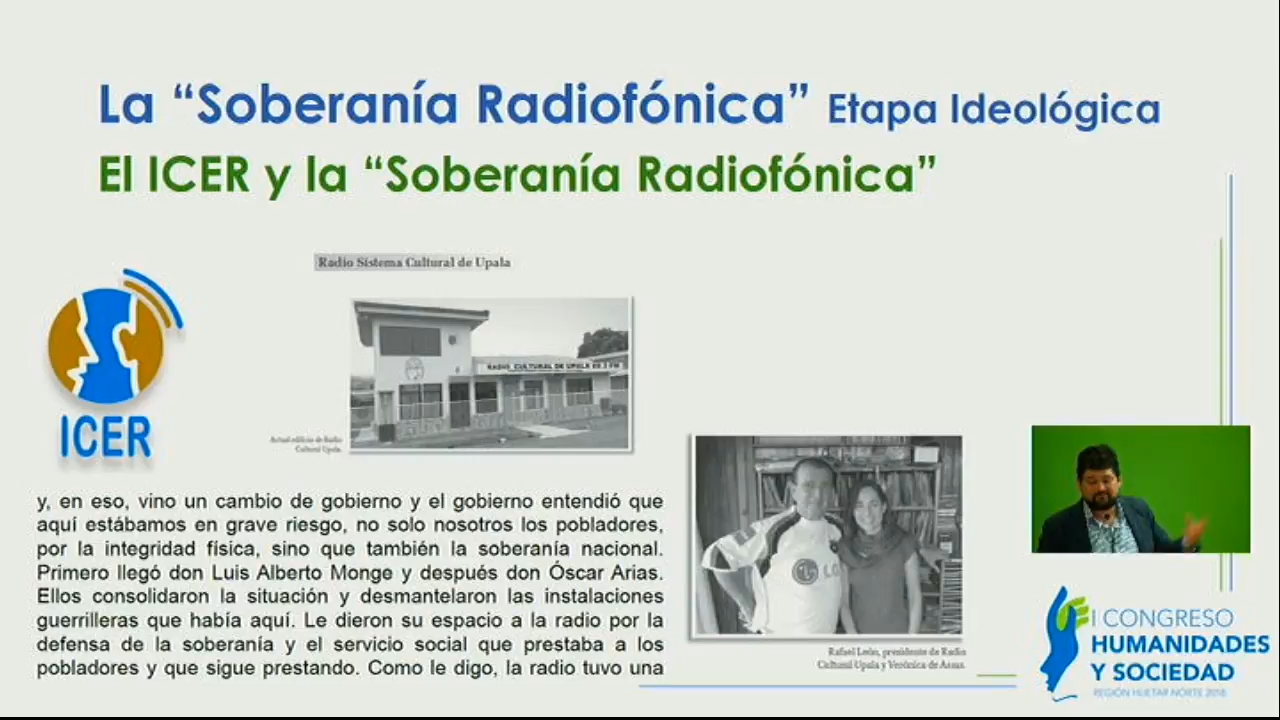 La “Soberanía Radiofónica” Etapa Ideológica
El ICER y la “Soberanía Radiofónica”
Radio Sistema Cultural de Upala
RADIO CULTURAL DE UPALA 88.3 FM
ICER
Actual edificio de Radio
Cultural Upala.
y, en eso, vino un cambio de gobierno y el gobierno entendió que
aquí estábamos en grave riesgo, no solo nosotros los pobladores,
por la integridad física, sino que también la soberanía nacional.
Primero llegó don Luis Alberto Monge y después don Óscar Arias.
Ellos consolidaron la situación y desmantelaron las instalaciones
guerrilleras que había aquí. Le dieron su espacio a la radio por la
defensa de la soberanía y el servicio social que prestaba a los
pobladores y que sigue prestando. Como le digo, la radio tuvo una
LG
Rafael León, presidente de Radio
Cultural Upala y Verónica de Assas.
I CONGRESO
HUMANIDADES
Y SOCIEDAD
REGIÓN HUETAR NORTE 2018